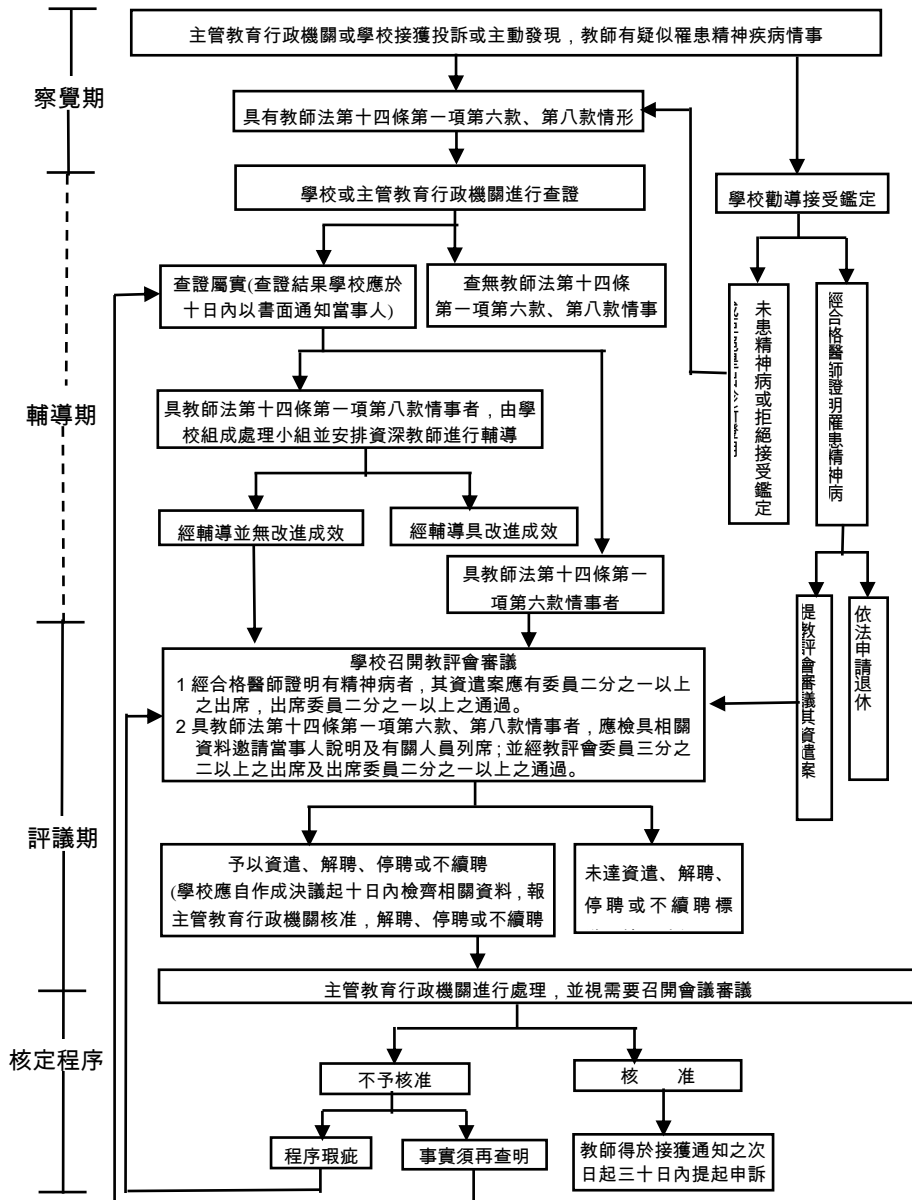 主管教育行政機關或學校接獲投訴或主動發現，教師有疑似罹患精神疾病情事
察覺期
具有教師法第十四條第一項第六款、第八款情形
學校或主管教育行政機關進行查證
學校勸導接受鑑定
查證屬實(查證結果學校應於
十日內以書面通知當事人)
查無教師法第十四條
第一項第六款、第八款情事
未患精神病或拒絕接受鑑定
經合格醫師證明罹患精神病
輔導期
具教師法第十四條第一項第八款情事者，由學
校組成處理小組並安排資深教師進行輔導
經輔導並無改進成效
經輔導具改進成效
具教師法第十四條第一
項第六款情事者
提教評會審議其資遣案
依法申請退休
學校召開教評會審議
1 經合格醫師證明有精神病者，其資遣案應有委員二分之一以上
之出席，出席委員二分之一以上之通過。
2 具教師法第十四條第一項第六款、第八款情事者，應檢具相關
資料邀請當事人說明及有關人員列席；並經教評會委員三分之
二以上之出席及出席委員二分之一以上之通過。
評議期
予以資遣、解聘、停聘或不續聘
(學校應自作成決議起十日內檢齊相關資料，報
主管教育行政機關核准，解聘、停聘或不續聘
未達資遣、解聘、
停聘或不續聘標
主管教育行政機關進行處理，並視需要召開會議審議
核定程序
不予核准
核 准
程序瑕疵
事實須再查明
教師得於接獲通知之次
日起三十日內提起申訴